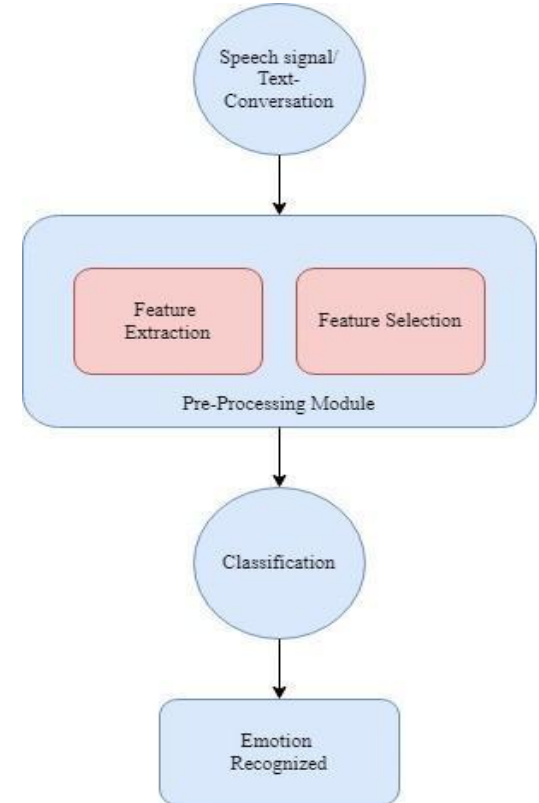 Speech signal/
Text-
Conversation
Feature
Extraction
Feature Selection
Pre-Processing Module
Classification
Emotion
Recognized